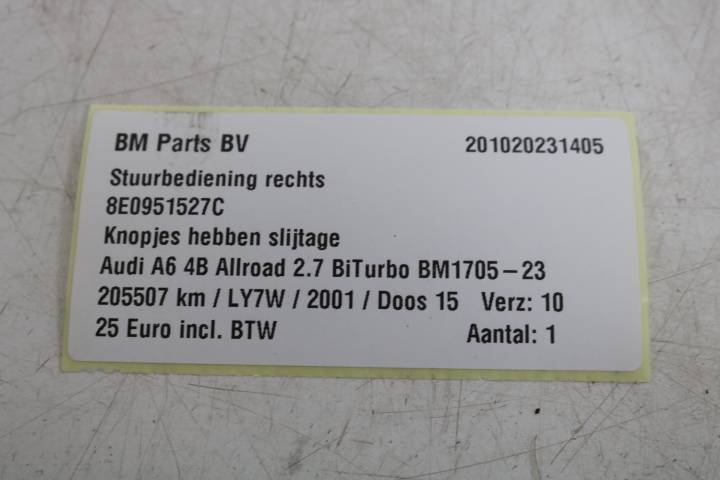 BM Parts BV 201020231405
Stuurbediening rechts
8E0951527C
Knopjes hebben slijtage
Audi A6 4B Allroad 2.7 BiTurbo BM1705-23
205507 km / LY7W / 2001 / Doos 15 Verz: 10
25 Euro incl. BTW Aantal: 1